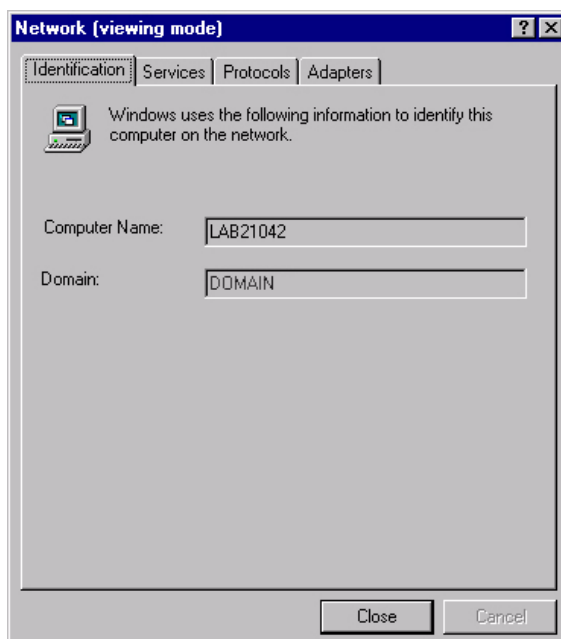 Network (viewing mode)
Identification Services Protocols Adapters
Windows uses the following information to identify this
computer on the network.
Computer Name: LAB21042
Domain: DOMAIN
Close Cancel